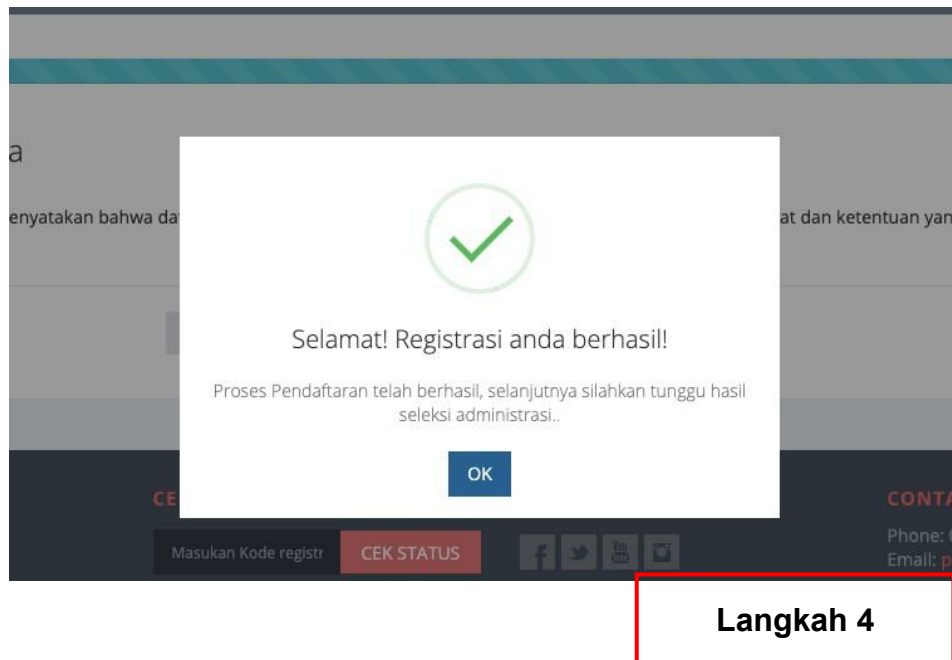 a
enyatakan bahwa da
at dan ketentuan yan
Selamat! Registrasi anda berhasil!
Proses Pendaftaran telah berhasil, selanjutnya silahkan tunggu hasil
seleksi administrasi..
OK
CE
CONTA
Masukan Kode registr
CEK STATUS
You
Phone:
Email: p
Langkah 4